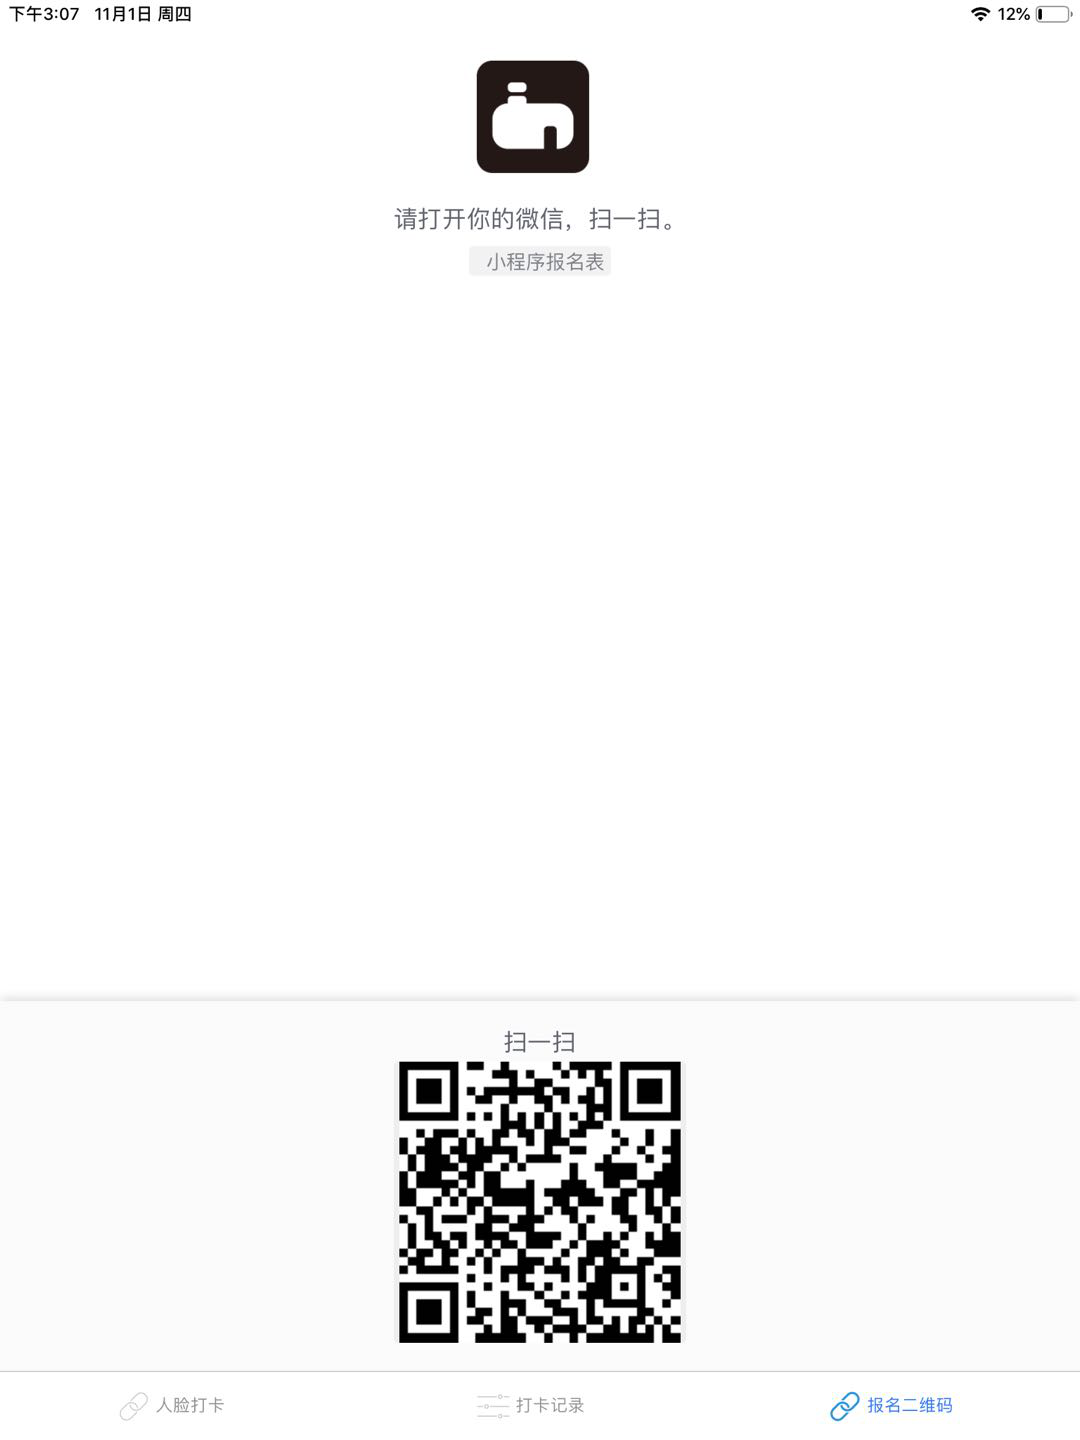 下午3:07 11月1日 周四 12%
请打开你的微信，扫一扫。
小程序报名表
扫一扫
人脸打卡 打卡记录 报名二维码